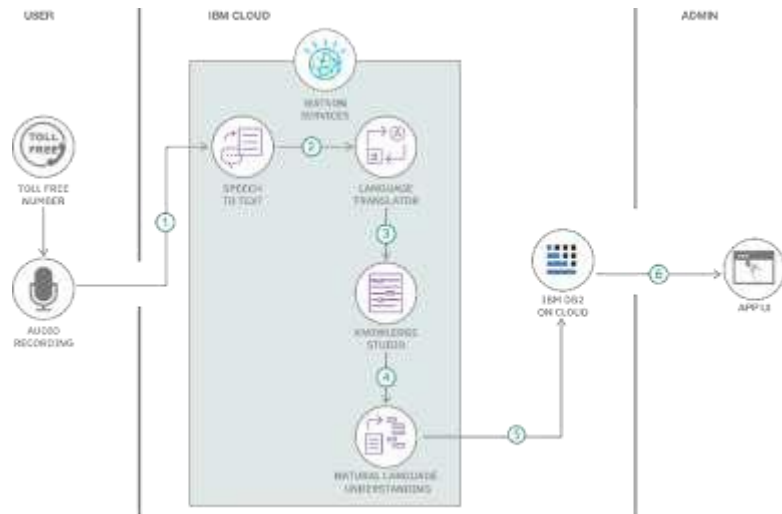 USER
IBM CLOUD
ADMIN
WATSON
SERVICES
TOLL
FREE
TOLL FREE
NUMBER
SPEECH
TO TEXT
2
A
LANGUAGE
TRANSLATOR
1
3
AUDIO
RECORDING
KNOWLEDGE
STUDIO
IBM DB2
ON CLOUD
6
APP UI
4
5
NATURAL LANGUAGE
UNDERSTANDING